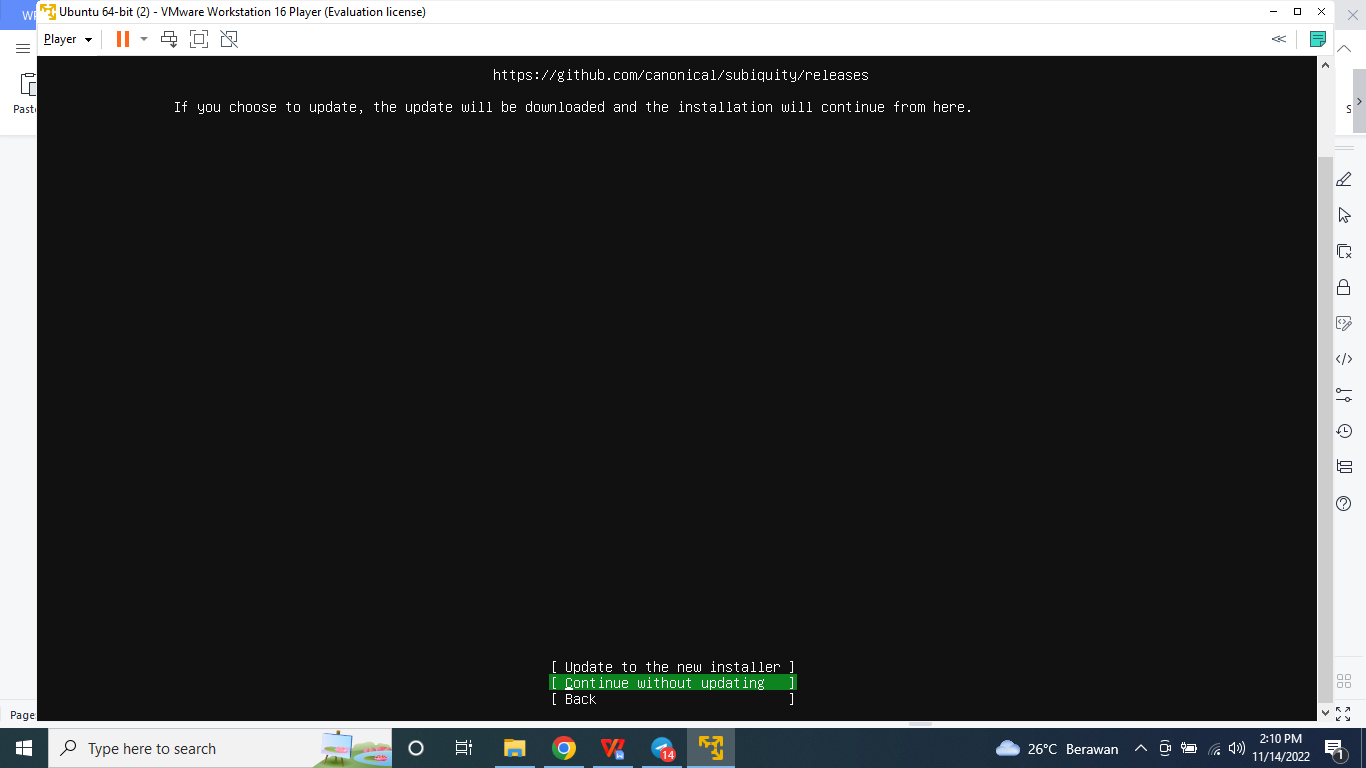 WP
Ubuntu 64-bit (2) - VMware Workstation 16 Player (Evaluation license)
Player
Paste
S
https://github.com/canonical/subiquity/releases
If you choose to update, the update will be downloaded and the installation will continue from here.
[ Update to the new installer ]
[ Continue without updating ]
[ Back ]
Page
Type here to search
14
26°C Berawan
2:10 PM
11/14/2022
1